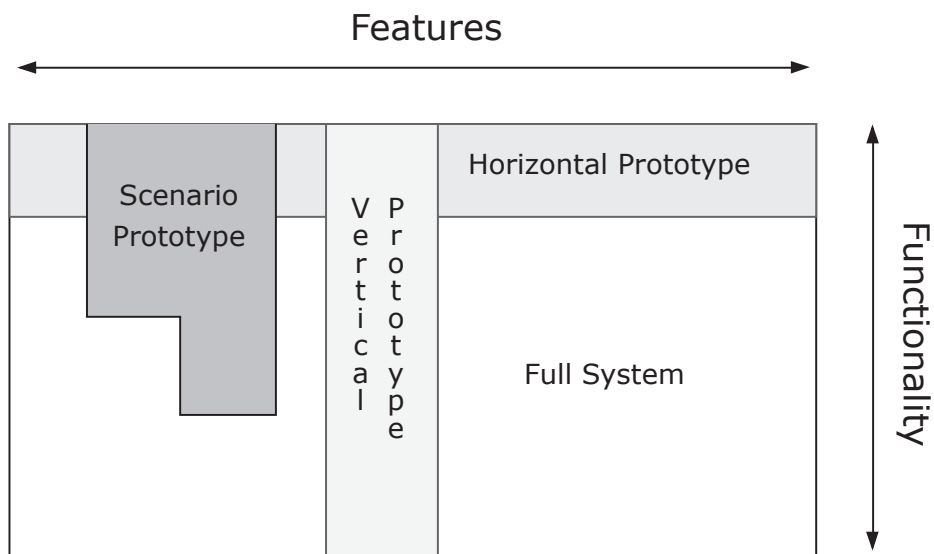 Features
Horizontal Prototype
Scenario
Prototype
Vertical
Prototype
Full System
Functionality